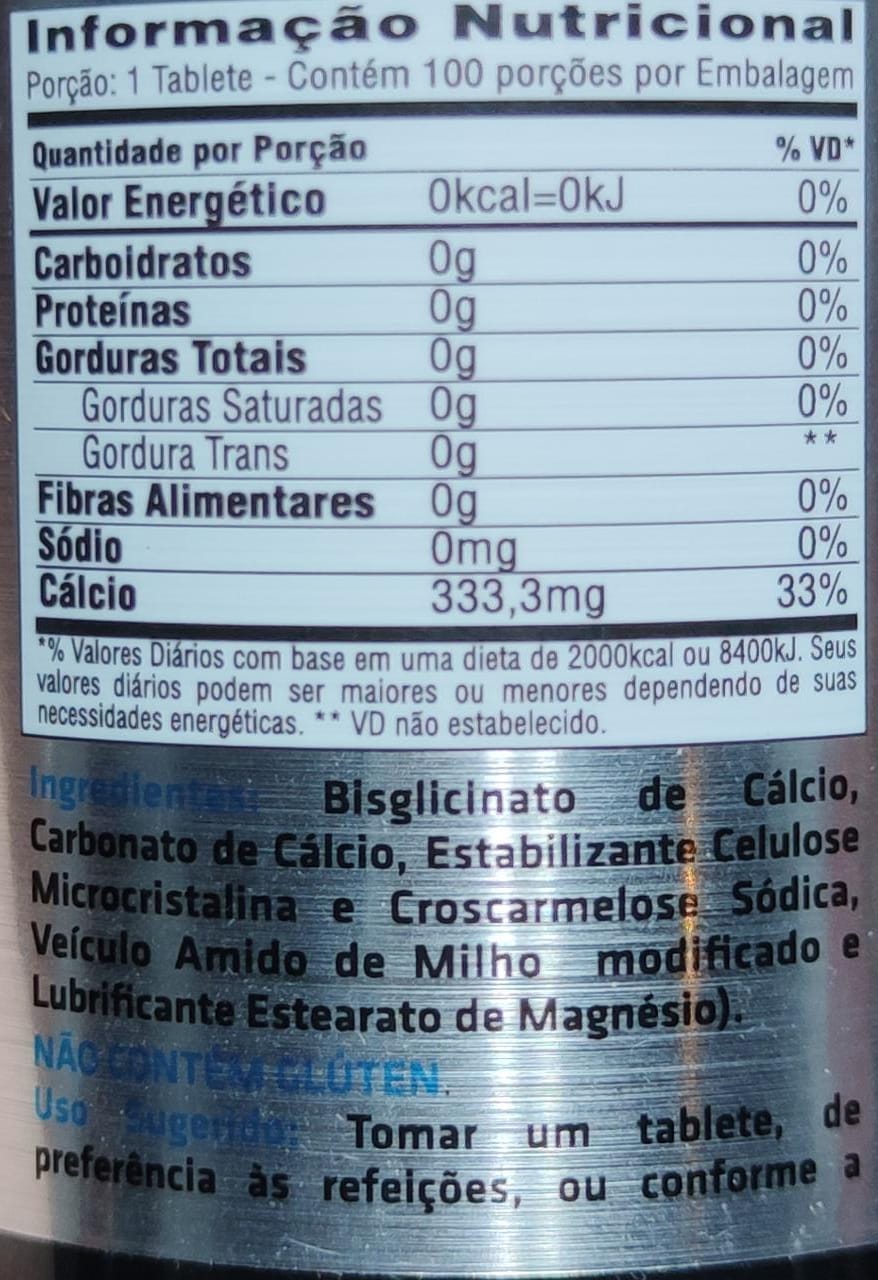 Informação Nutricional
Porção: 1 Tablete - Contém 100 porções por Embalagem
Quantidade por Porção % VD*
Valor Energético 0kcal=0kJ 0%
Carboidratos 0g 0%
Proteínas 0g 0%
Gorduras Totais 0g 0%
Gorduras Saturadas 0g 0%
Gordura Trans 0g **
Fibras Alimentares 0g 0%
Sódio 0mg 0%
Cálcio 333,3mg 33%
*% Valores Diários com base em uma dieta de 2000kcal ou 8400kJ. Seus
valores diários podem ser maiores ou menores dependendo de suas
necessidades energéticas. ** VD não estabelecido.
Ingredientes: Bisglicinato de Cálcio,
Carbonato de Cálcio, Estabilizante Celulose
Microcristalina e Croscarmelose Sódica,
Veículo Amido de Milho modificado e
Lubrificante Estearato de Magnésio).
NÃO CONTÉM GLÚTEN.
Uso Sugerido: Tomar um tablete, de
preferência às refeições, ou conforme a